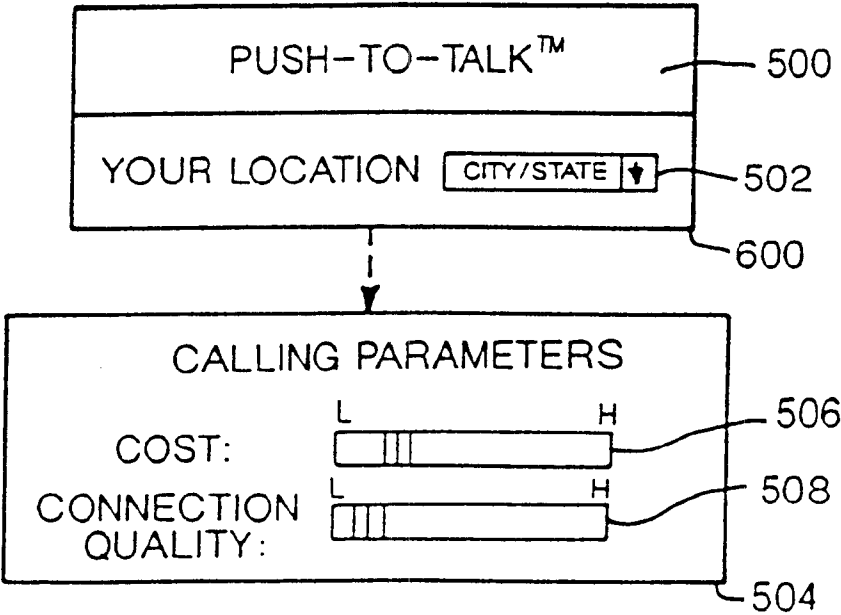 PUSH-TO-TALK™ 500
YOUR LOCATION CITY/STATE 502
600
CALLING PARAMETERS
L H 506
COST:
L H 508
CONNECTION
QUALITY:
504